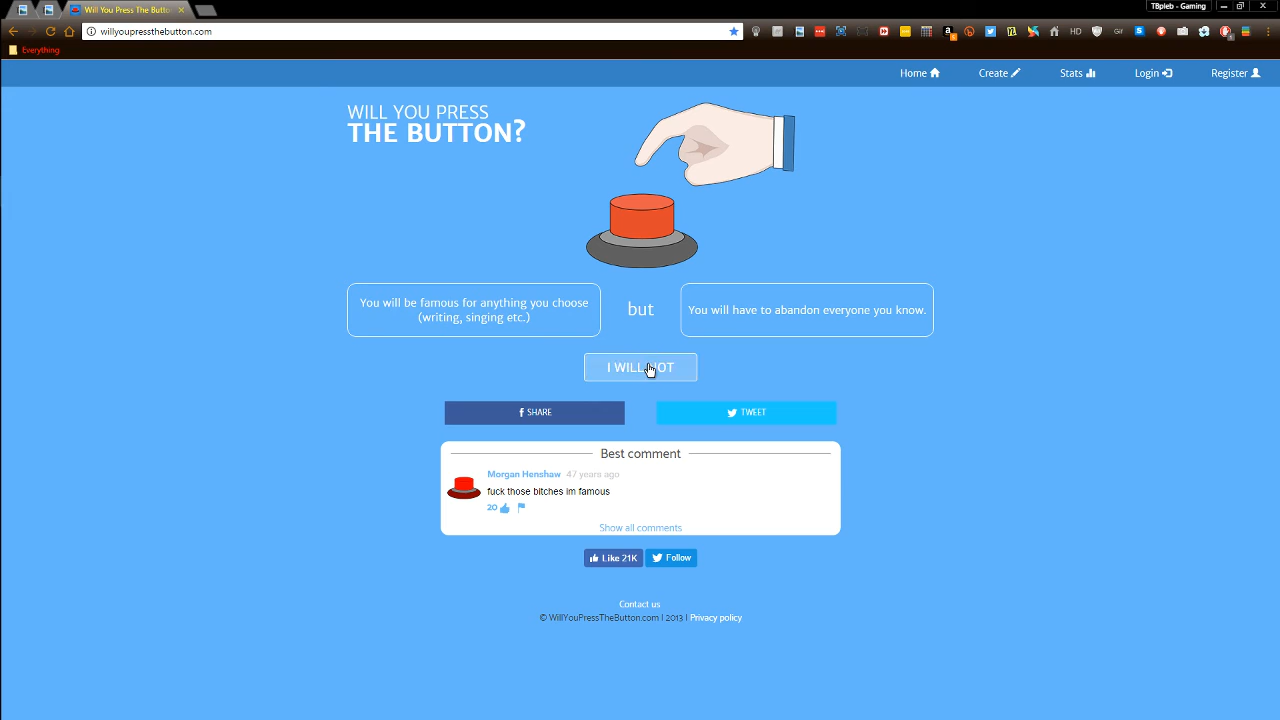 Will You Press The Butto
TBpleb - Gaming
willyoupressthebutton.com
Everything
Home
Create
Stats
Login
Register
WILL YOU PRESS
THE BUTTON?
You will be famous for anything you choose
(writing, singing etc.)
but
You will have to abandon everyone you know.
I WILL NOT
SHARE
TWEET
Best comment
Morgan Henshaw 47 years ago
fuck those bitches im famous
20
Show all comments
Like 21K
Follow
Contact us
© WillYouPressTheButton.com | 2013 | Privacy policy